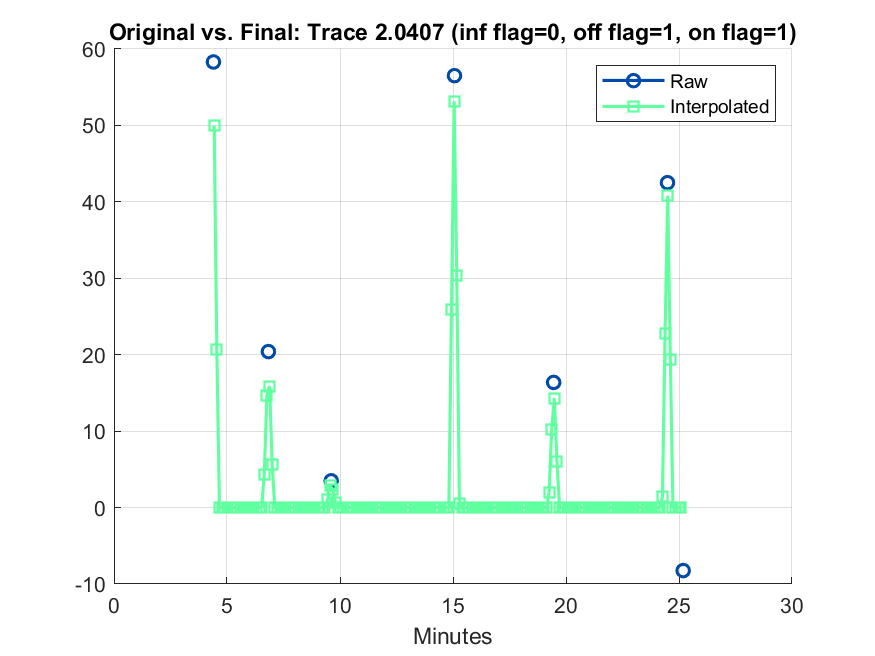 Original vs. Final: Trace 2.0407 (inf flag=0, off flag=1, on flag=1)
60
50
40
30
20
10
0
-10
Raw
Interpolated
0 5 10 15 20 25 30
Minutes